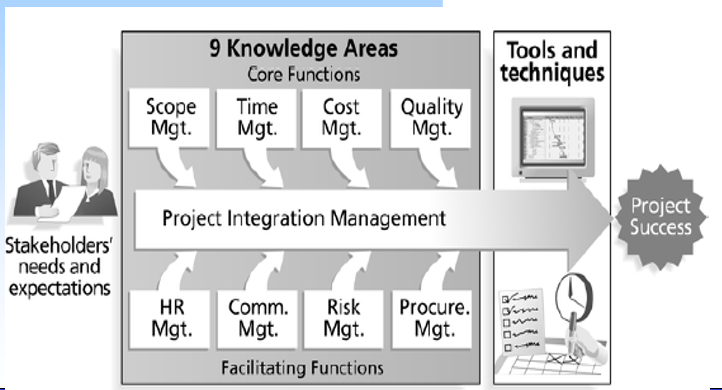 9 Knowledge Areas
Core Functions
Scope
Mgt.
Time
Mgt.
Cost
Mgt.
Quality
Mgt.
Tools and
techniques
Stakeholders'
needs and
expectations
Project Integration Management
Project
Success
HR
Mgt.
Comm.
Mgt.
Risk
Mgt.
Procure.
Mgt.
Facilitating Functions